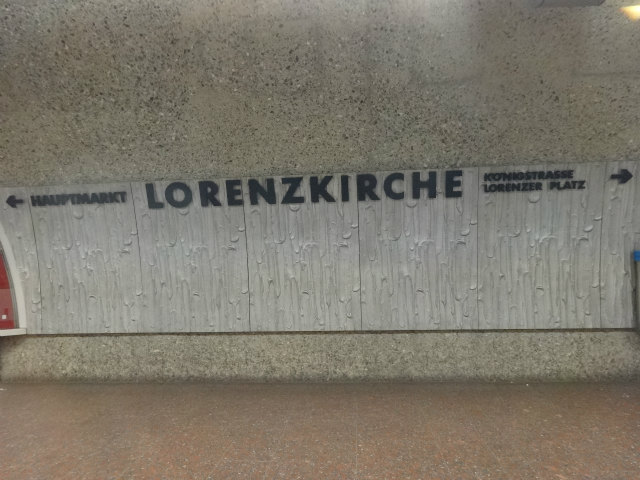 ← HAUPTMARKT
LORENZKIRCHE
KÖNIGSTRASSE →
LORENZER PLATZ